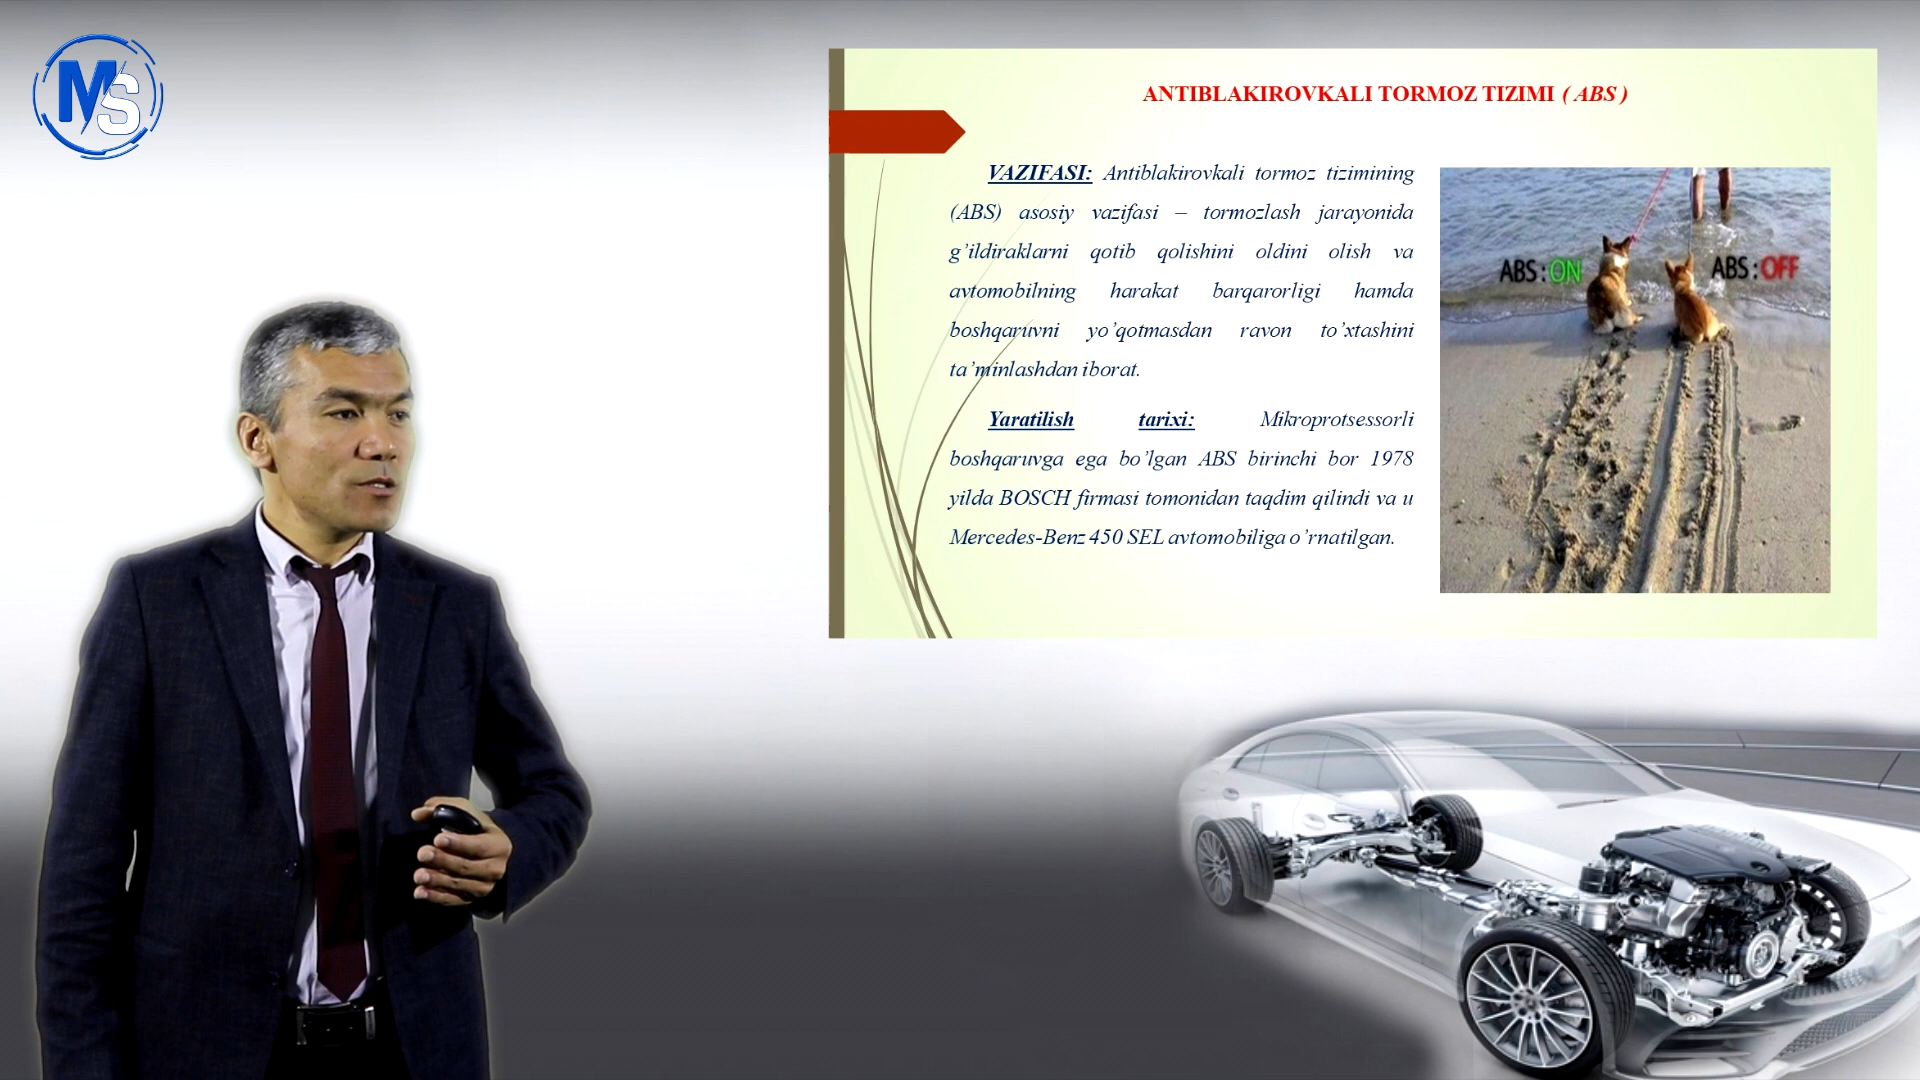 MS
ANTIBLAKIROVKALI TORMOZ TIZIMI ( ABS )
VAZIFASI: Antiblakirovkali tormoz tizimining
(ABS) asosiy vazifasi – tormozlash jarayonida
g’ildiraklarni qotib qolishini oldini olish va
avtomobilning harakat barqarorligi hamda
boshqaruvni yo’qotmasdan ravon to’xtashini
ta’minlashdan iborat.
Yaratilish tarixi: Mikroprotsessorli
boshqaruvga ega bo’lgan ABS birinchi bor 1978
yilda BOSCH firmasi tomonidan taqdim qilindi va u
Mercedes-Benz 450 SEL avtomobiliga o’rnatilgan.
ABS:ON
ABS:OFF